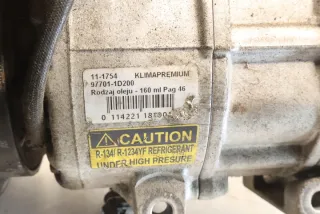 11-1754 KLIMAPREMIUM
97701-1D200
Rodzaj oleju - 160 ml Pag 46
0 114221
CAUTION
R-134/ R-1234YF REFRIGERANT
UNDER HIGH PRESURE